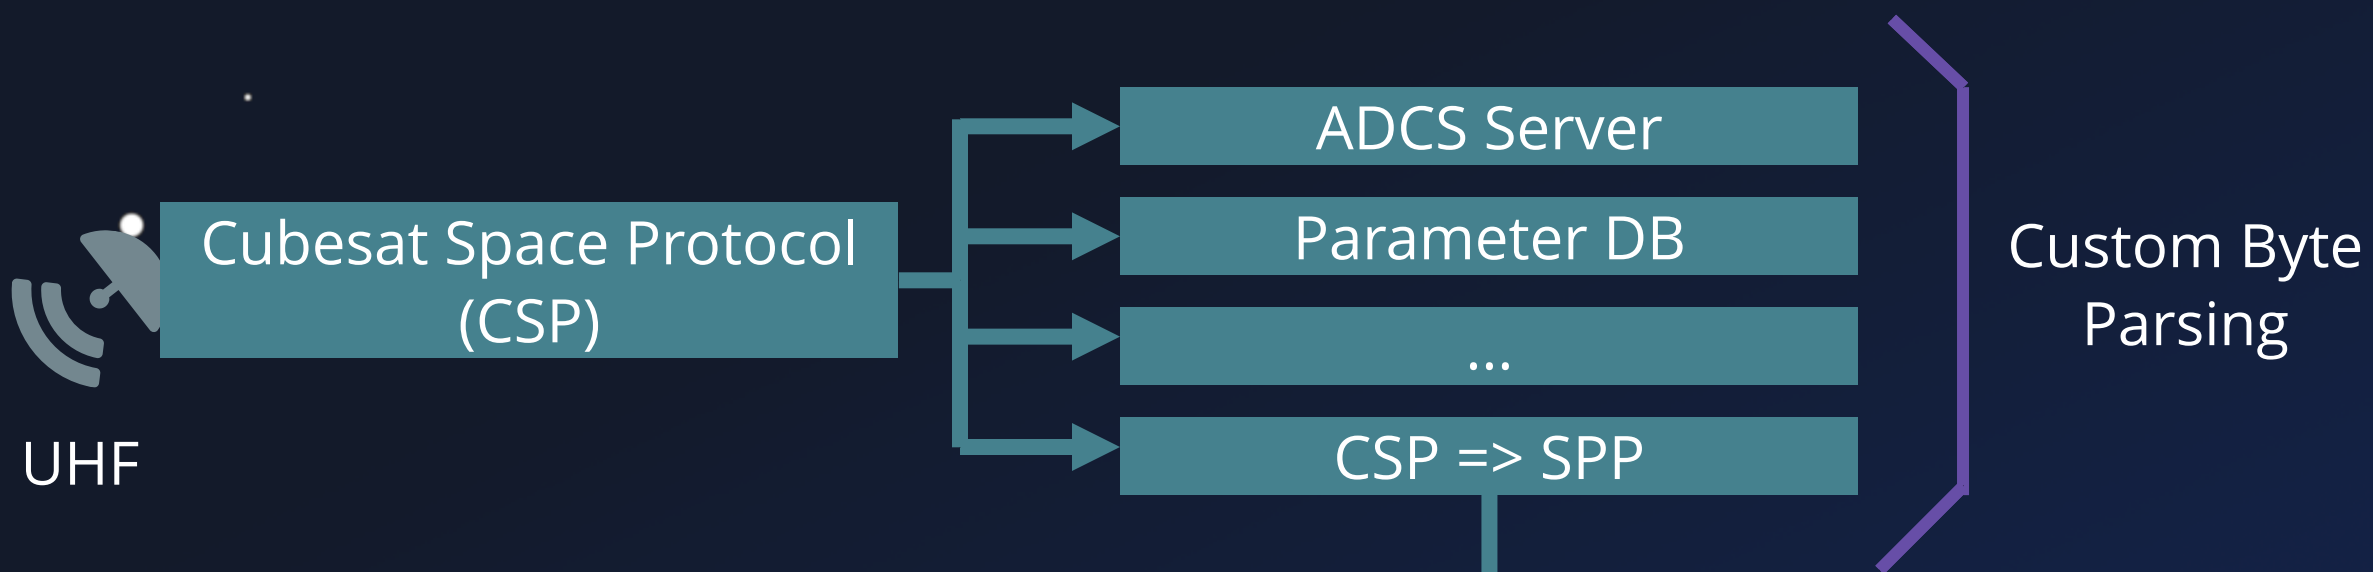 ADCS Server
Cubesat Space Protocol
(CSP)
Parameter DB
...
CSP => SPP
Custom Byte
Parsing
UHF